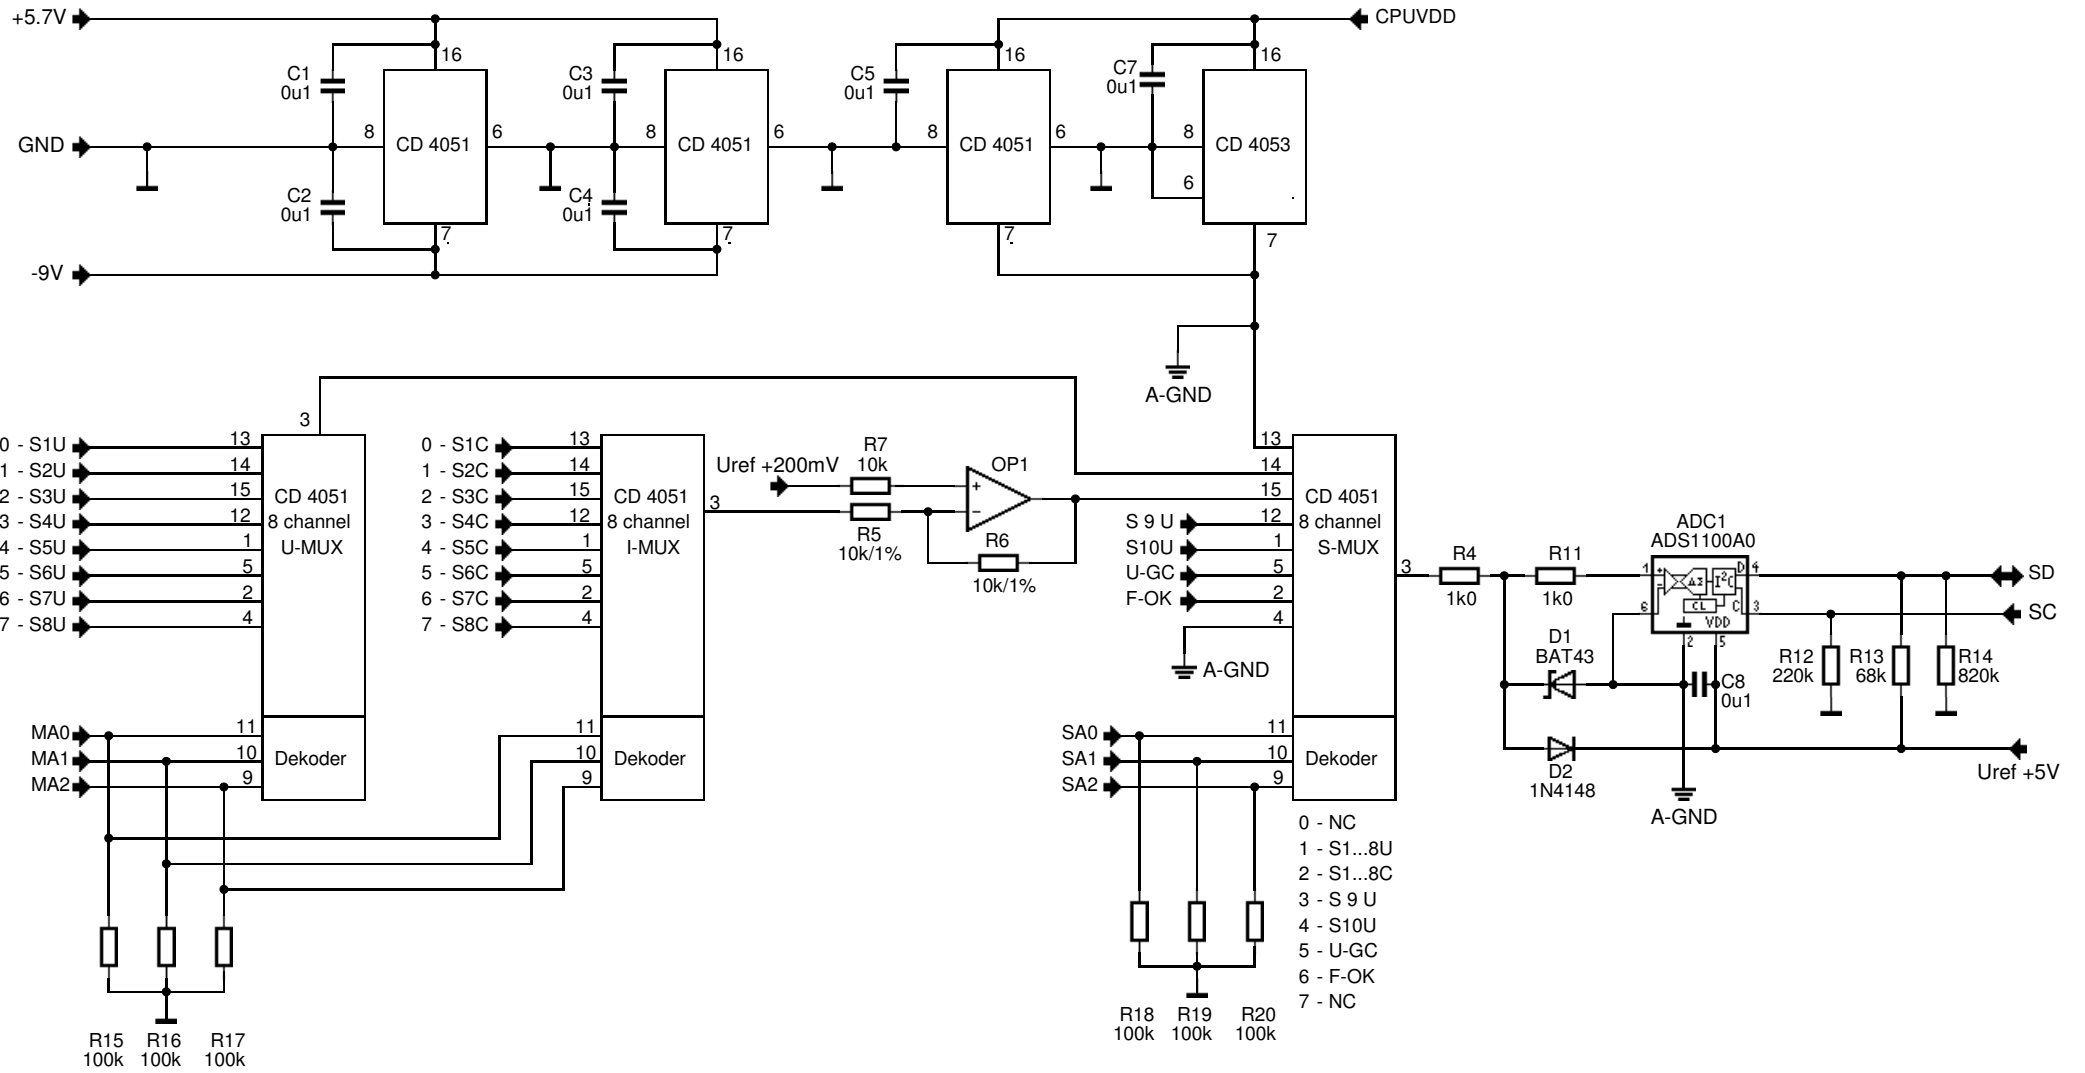 +5.7V
CPUVDD
16 16 16 16
C1 0u1
C3 0u1
C5 0u1
C7 0u1
GND
8 CD 4051 6
8 CD 4051 6
8 CD 4051 6
8 CD 4053
6
C2 0u1
C4 0u1
7 7 7 7
-9V
A-GND
3
0 - S1U 13
1 - S2U 14
2 - S3U 15
3 - S4U 12
4 - S5U 1
5 - S6U 5
6 - S7U 2
7 - S8U 4
CD 4051
8 channel
U-MUX
MA0 11
MA1 10
MA2 9
Dekoder
0 - S1C 13
1 - S2C 14
2 - S3C 15
3 - S4C 12
4 - S5C 1
5 - S6C 5
6 - S7C 2
7 - S8C 4
CD 4051
8 channel
I-MUX
3
11
10
9
Dekoder
Uref +200mV
R7
10k
R5
10k/1%
OP1
+
-
R6
10k/1%
13
14
15
S 9 U 12
S10U 1
U-GC 5
F-OK 2
4
A-GND
CD 4051
8 channel
S-MUX
3
SA0 11
SA1 10
SA2 9
Dekoder
R4
1k0
R11
1k0
ADC1
ADS1100A0
1 + D 4
ΔΣ I²C
6 - CL C 3
VDD
2 5
SD
SC
D1
BAT43
C8
0u1
R12
220k
R13
68k
R14
820k
D2
1N4148
Uref +5V
A-GND
0 - NC
1 - S1...8U
2 - S1...8C
3 - S 9 U
4 - S10U
5 - U-GC
6 - F-OK
7 - NC
R15 R16 R17
100k 100k 100k
R18 R19 R20
100k 100k 100k